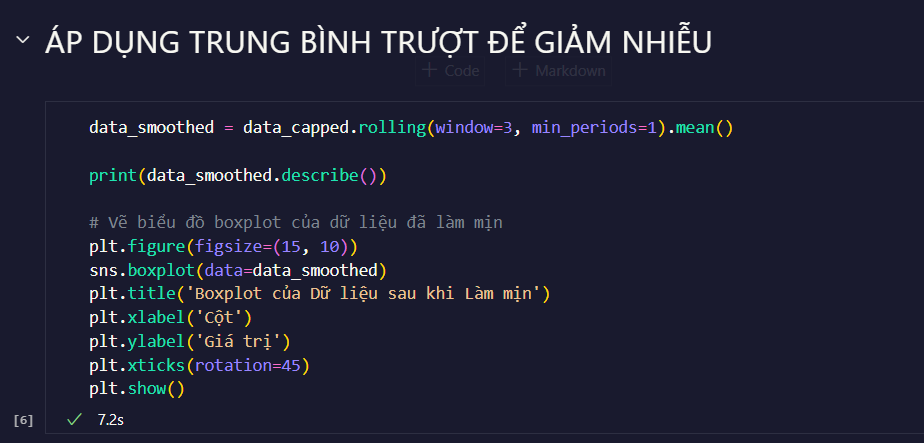 ÁP DỤNG TRUNG BÌNH TRƯỢT ĐỂ GIẢM NHIỄU
+ Code + Markdown
data_smoothed = data_capped.rolling(window=3, min_periods=1).mean()
print(data_smoothed.describe())
# Vẽ biểu đồ boxplot của dữ liệu đã làm mịn
plt.figure(figsize=(15, 10))
sns.boxplot(data=data_smoothed)
plt.title('Boxplot của Dữ liệu sau khi Làm mịn')
plt.xlabel('Cột')
plt.ylabel('Giá trị')
plt.xticks(rotation=45)
plt.show()
[6] ✓ 7.2s